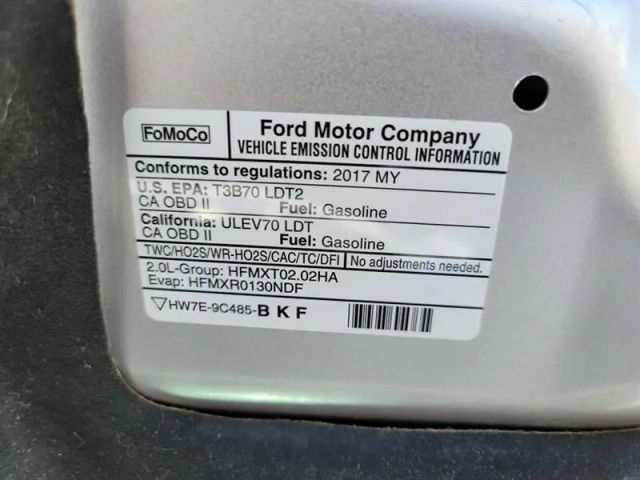 FoMoCo
Ford Motor Company
VEHICLE EMISSION CONTROL INFORMATION
Conforms to regulations: 2017 MY
U.S. EPA: T3B70 LDT2
CA OBD II Fuel: Gasoline
California: ULEV70 LDT
CA OBD II Fuel: Gasoline
TWC/HO2S/WR-HO2S/CAC/TC/DFI No adjustments needed.
2.0L-Group: HFMXT02.02HA
Evap: HFMXR0130NDF
HW7E-9C485-B K F